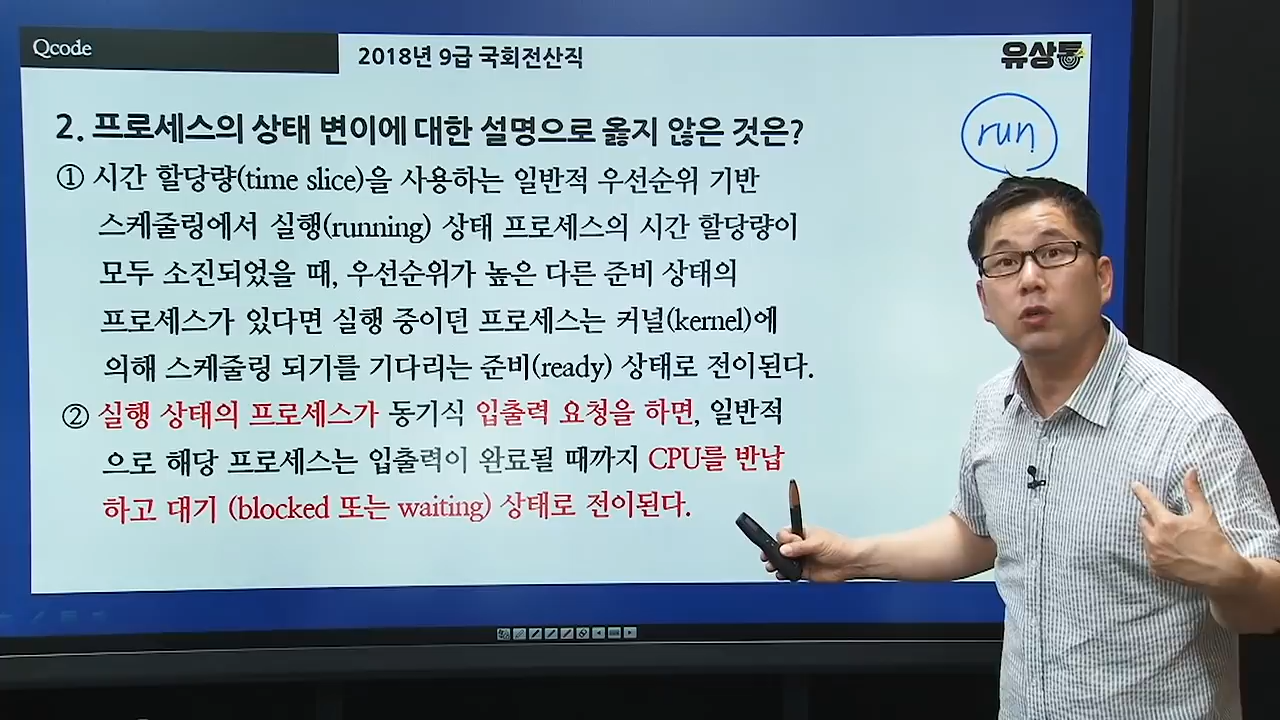 Qcode
2018년 9급 국회전산직
유상통
run
2. 프로세스의 상태 변이에 대한 설명으로 옳지 않은 것은?
① 시간 할당량(time slice)을 사용하는 일반적 우선순위 기반
스케줄링에서 실행(running) 상태 프로세스의 시간 할당량이
모두 소진되었을 때, 우선순위가 높은 다른 준비 상태의
프로세스가 있다면 실행 중이던 프로세스는 커널(kernel)에
의해 스케줄링 되기를 기다리는 준비(ready) 상태로 전이된다.
② 실행 상태의 프로세스가 동기식 입출력 요청을 하면, 일반적
으로 해당 프로세스는 입출력이 완료될 때까지 CPU를 반납
하고 대기 (blocked 또는 waiting) 상태로 전이된다.